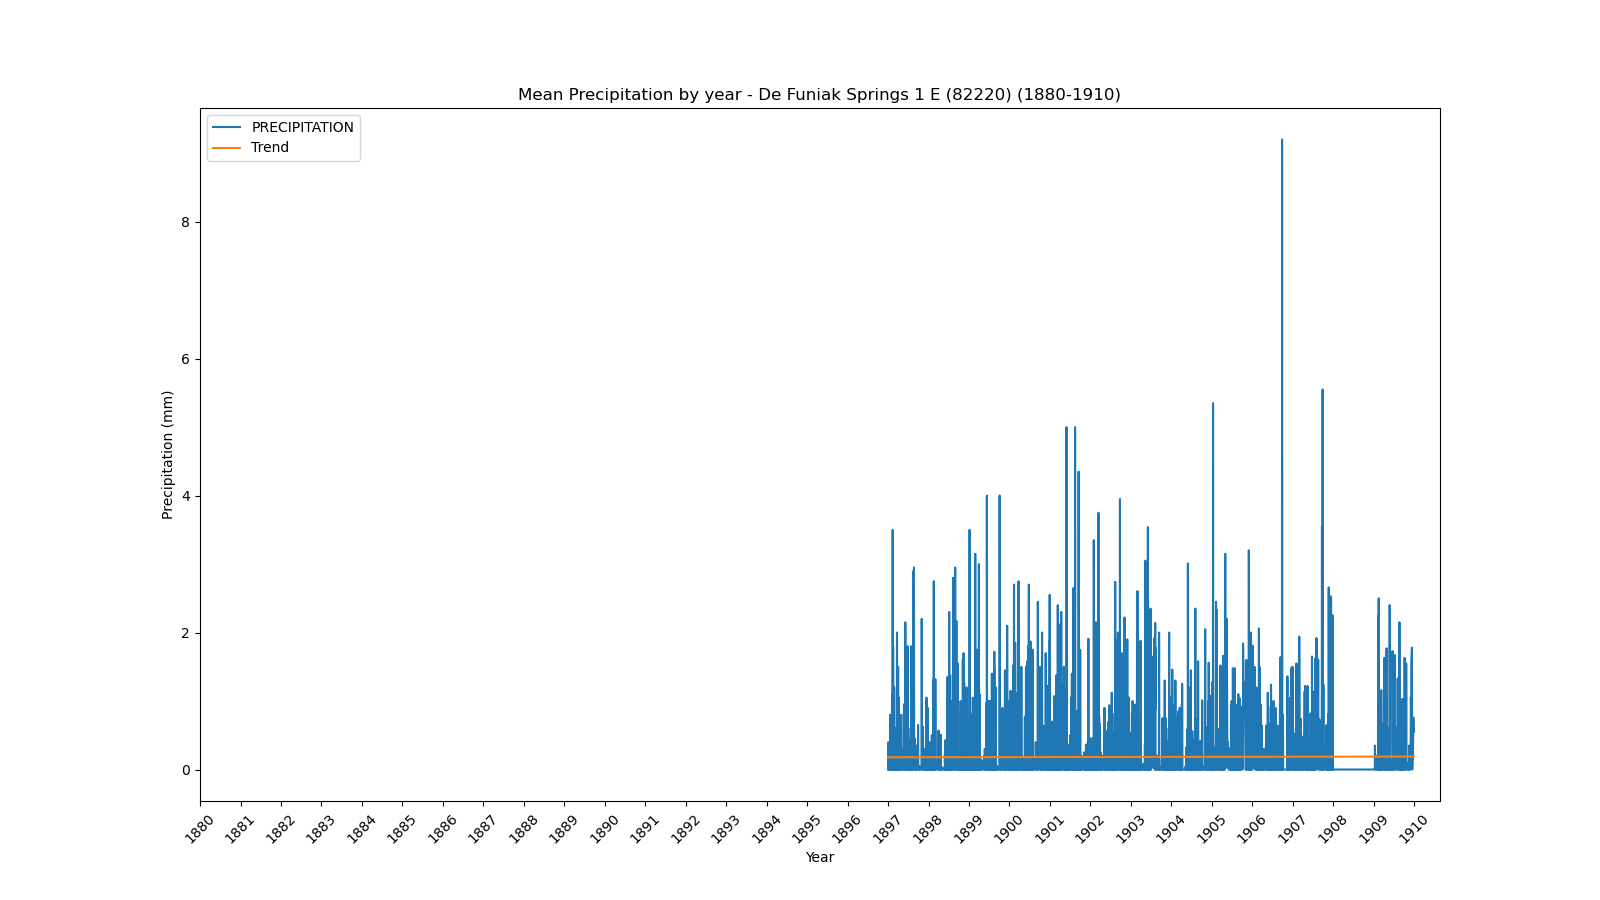 Mean Precipitation by year - De Funiak Springs 1 E (82220) (1880-1910)
PRECIPITATION
Trend
8
6
4
2
0
Precipitation (mm)
1880 1881 1882 1883 1884 1885 1886 1887 1888 1889 1890 1891 1892 1893 1894 1895 1896 1897 1898 1899 1900 1901 1902 1903 1904 1905 1906 1907 1908 1909 1910
Year